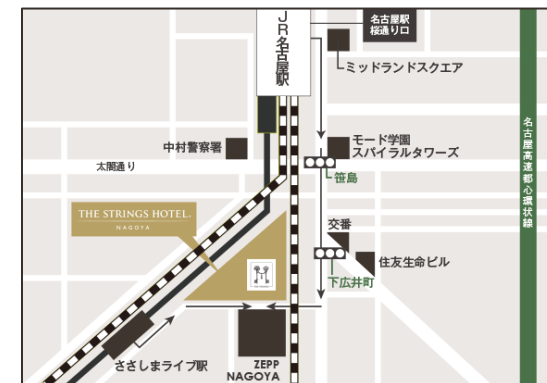 JR名古屋駅
名古屋駅
桜通り口
ミッドランドスクエア
中村警察署
モード学園
スパイラルタワーズ
太閤通り
笹島
名古屋高速都心環状線
THE STRINGS HOTEL.
NAGOYA
交番
住友生命ビル
下広井町
ささしまライブ駅
ZEPP
NAGOYA